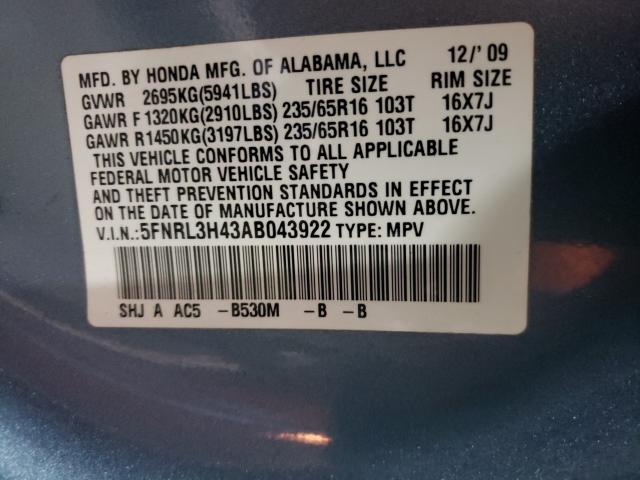 MFD. BY HONDA MFG. OF ALABAMA, LLC 12/'09
GVWR 2695KG(5941LBS) TIRE SIZE RIM SIZE
GAWR F 1320KG(2910LBS) 235/65R16 103T 16X7J
GAWR R1450KG(3197LBS) 235/65R16 103T 16X7J
THIS VEHICLE CONFORMS TO ALL APPLICABLE
FEDERAL MOTOR VEHICLE SAFETY
AND THEFT PREVENTION STANDARDS IN EFFECT
ON THE DATE OF MANUFACTURE SHOWN ABOVE.
V.I.N.:5FNRL3H43AB043922 TYPE: MPV
SHJ A AC5 -B530M -B -B